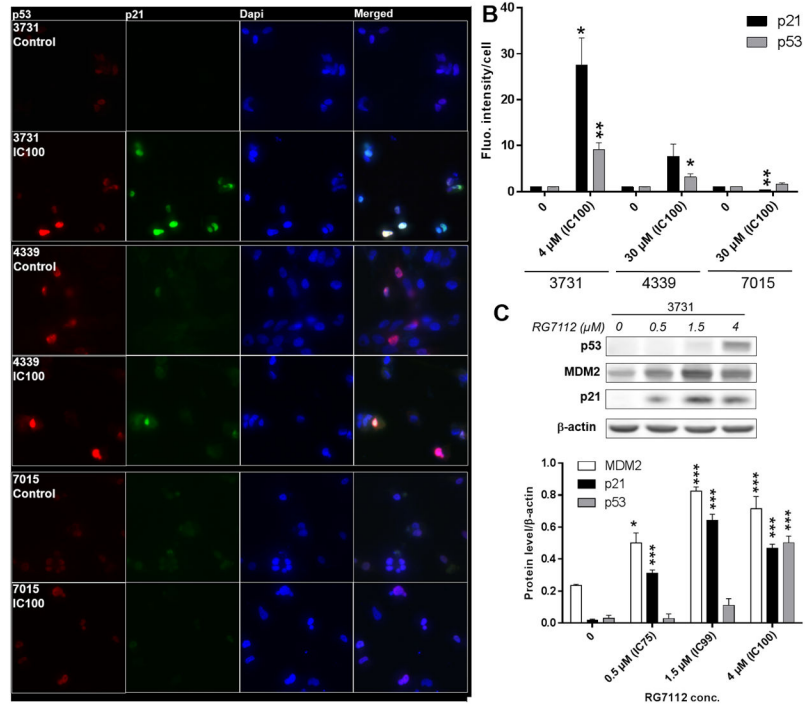 p53 p21 Dapi Merged
3731
Control
3731
IC100
4339
Control
4339
IC100
7015
Control
7015
IC100
B
p21
p53
Fluo. intensity/cell
40
30
20
10
0
*
**
*
**
0 4 µM (IC100) 0 30 µM (IC100) 0 30 µM (IC100)
3731 4339 7015
C
3731
RG7112 (µM) 0 0.5 1.5 4
p53
MDM2
p21
β-actin
MDM2
p21
p53
Protein level/β-actin
1.0
0.8
0.6
0.4
0.2
0.0
* *** *** *** *** *** ***
0 0.5 µM (IC75) 1.5 µM (IC99) 4 µM (IC100)
RG7112 conc.